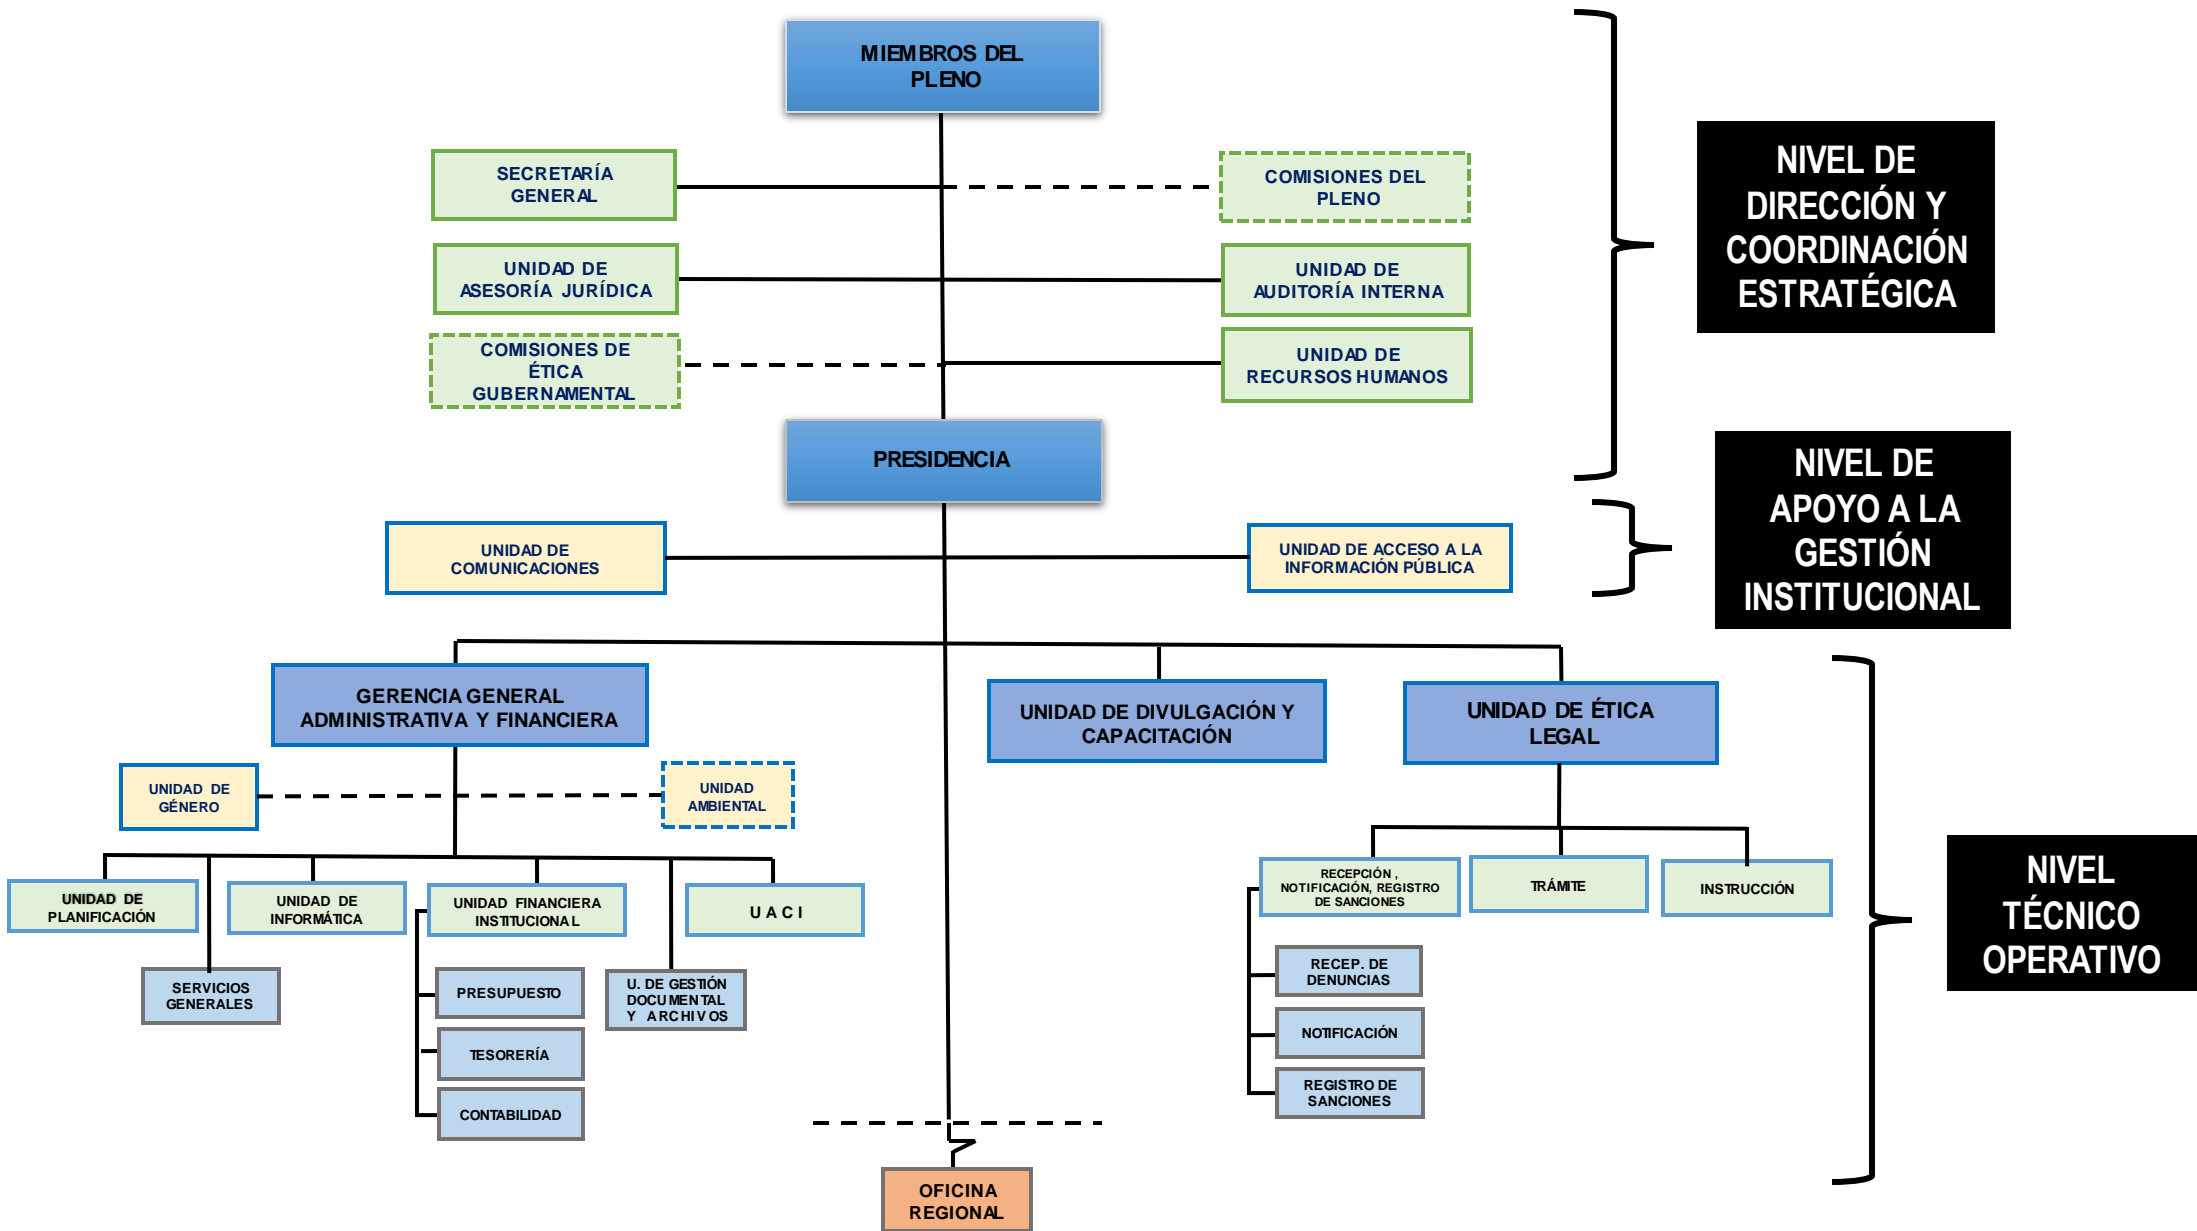 MIEMBROS DEL
PLENO
SECRETARÍA
GENERAL
COMISIONES DEL
PLENO
UNIDAD DE
ASESORÍA JURÍDICA
UNIDAD DE
AUDITORÍA INTERNA
COMISIONES DE
ÉTICA
GUBERNAMENTAL
UNIDAD DE
RECURSOS HUMANOS
NIVEL DE
DIRECCIÓN Y
COORDINACIÓN
ESTRATÉGICA
PRESIDENCIA
UNIDAD DE
COMUNICACIONES
UNIDAD DE ACCESO A LA
INFORMACIÓN PÚBLICA
NIVEL DE
APOYO A LA
GESTIÓN
INSTITUCIONAL
GERENCIA GENERAL
ADMINISTRATIVA Y FINANCIERA
UNIDAD DE DIVULGACIÓN Y
CAPACITACIÓN
UNIDAD DE ÉTICA
LEGAL
UNIDAD DE
GÉNERO
UNIDAD
AMBIENTAL
UNIDAD DE
PLANIFICACIÓN
UNIDAD DE
INFORMÁTICA
UNIDAD FINANCIERA
INSTITUCIONAL
U A C I
RECEPCIÓN ,
NOTIFICACIÓN, REGISTRO
DE SANCIONES
TRÁMITE
INSTRUCCIÓN
SERVICIOS
GENERALES
PRESUPUESTO
TESORERÍA
CONTABILIDAD
U. DE GESTIÓN
DOCUMENTAL
Y ARCHIVOS
RECEP. DE
DENUNCIAS
NOTIFICACIÓN
REGISTRO DE
SANCIONES
NIVEL
TÉCNICO
OPERATIVO
OFICINA
REGIONAL